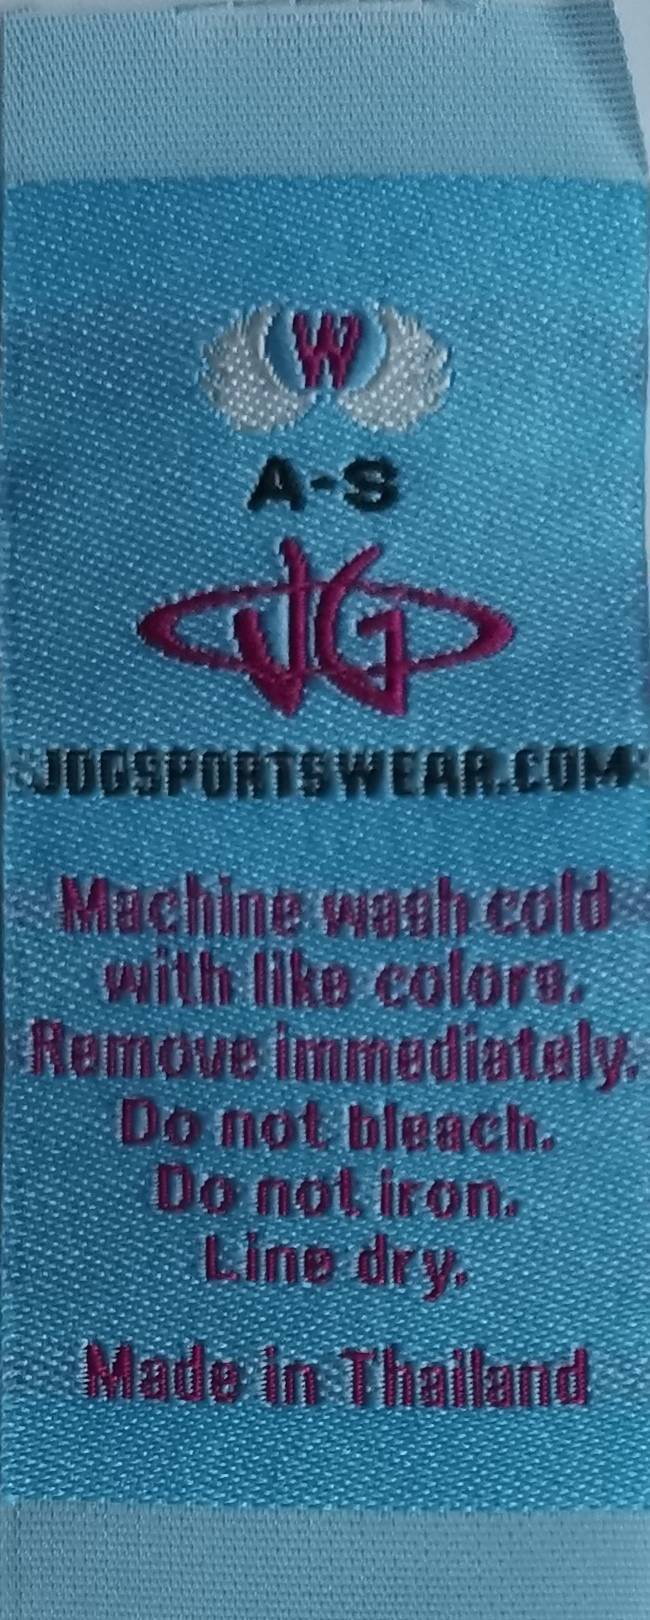 W
A-S
JG
JOGSPORTSWEAR.COM
Machine wash cold
with like colors.
Remove immediately.
Do not bleach.
Do not iron.
Line dry.
Made in Thailand